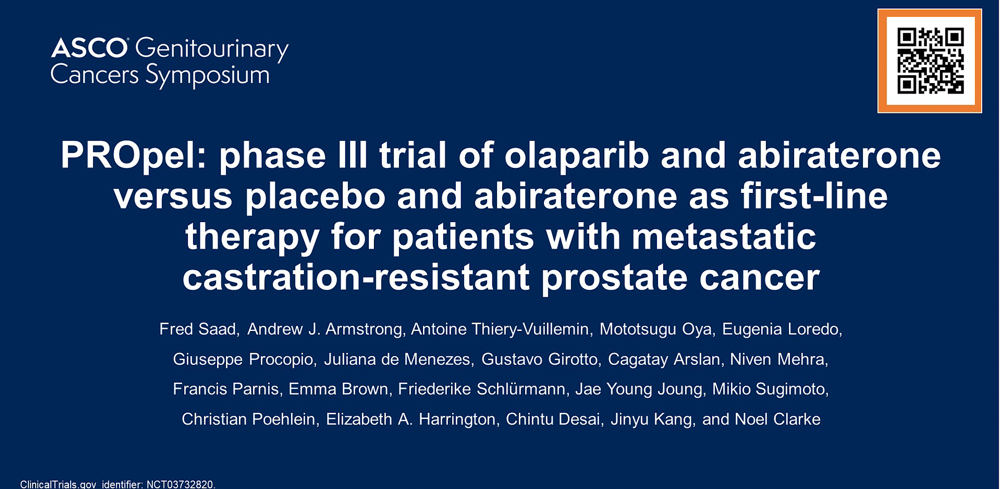 ASCO® Genitourinary
Cancers Symposium
PROpel: phase III trial of olaparib and abiraterone
versus placebo and abiraterone as first-line
therapy for patients with metastatic
castration-resistant prostate cancer
Fred Saad, Andrew J. Armstrong, Antoine Thiery-Vuillemin, Mototsugu Oya, Eugenia Loredo,
Giuseppe Procopio, Juliana de Menezes, Gustavo Girotto, Cagatay Arslan, Niven Mehra,
Francis Parnis, Emma Brown, Friederike Schlürmann, Jae Young Joung, Mikio Sugimoto,
Christian Poehlein, Elizabeth A. Harrington, Chintu Desai, Jinyu Kang, and Noel Clarke
ClinicalTrials.gov identifier: NCT03732820.